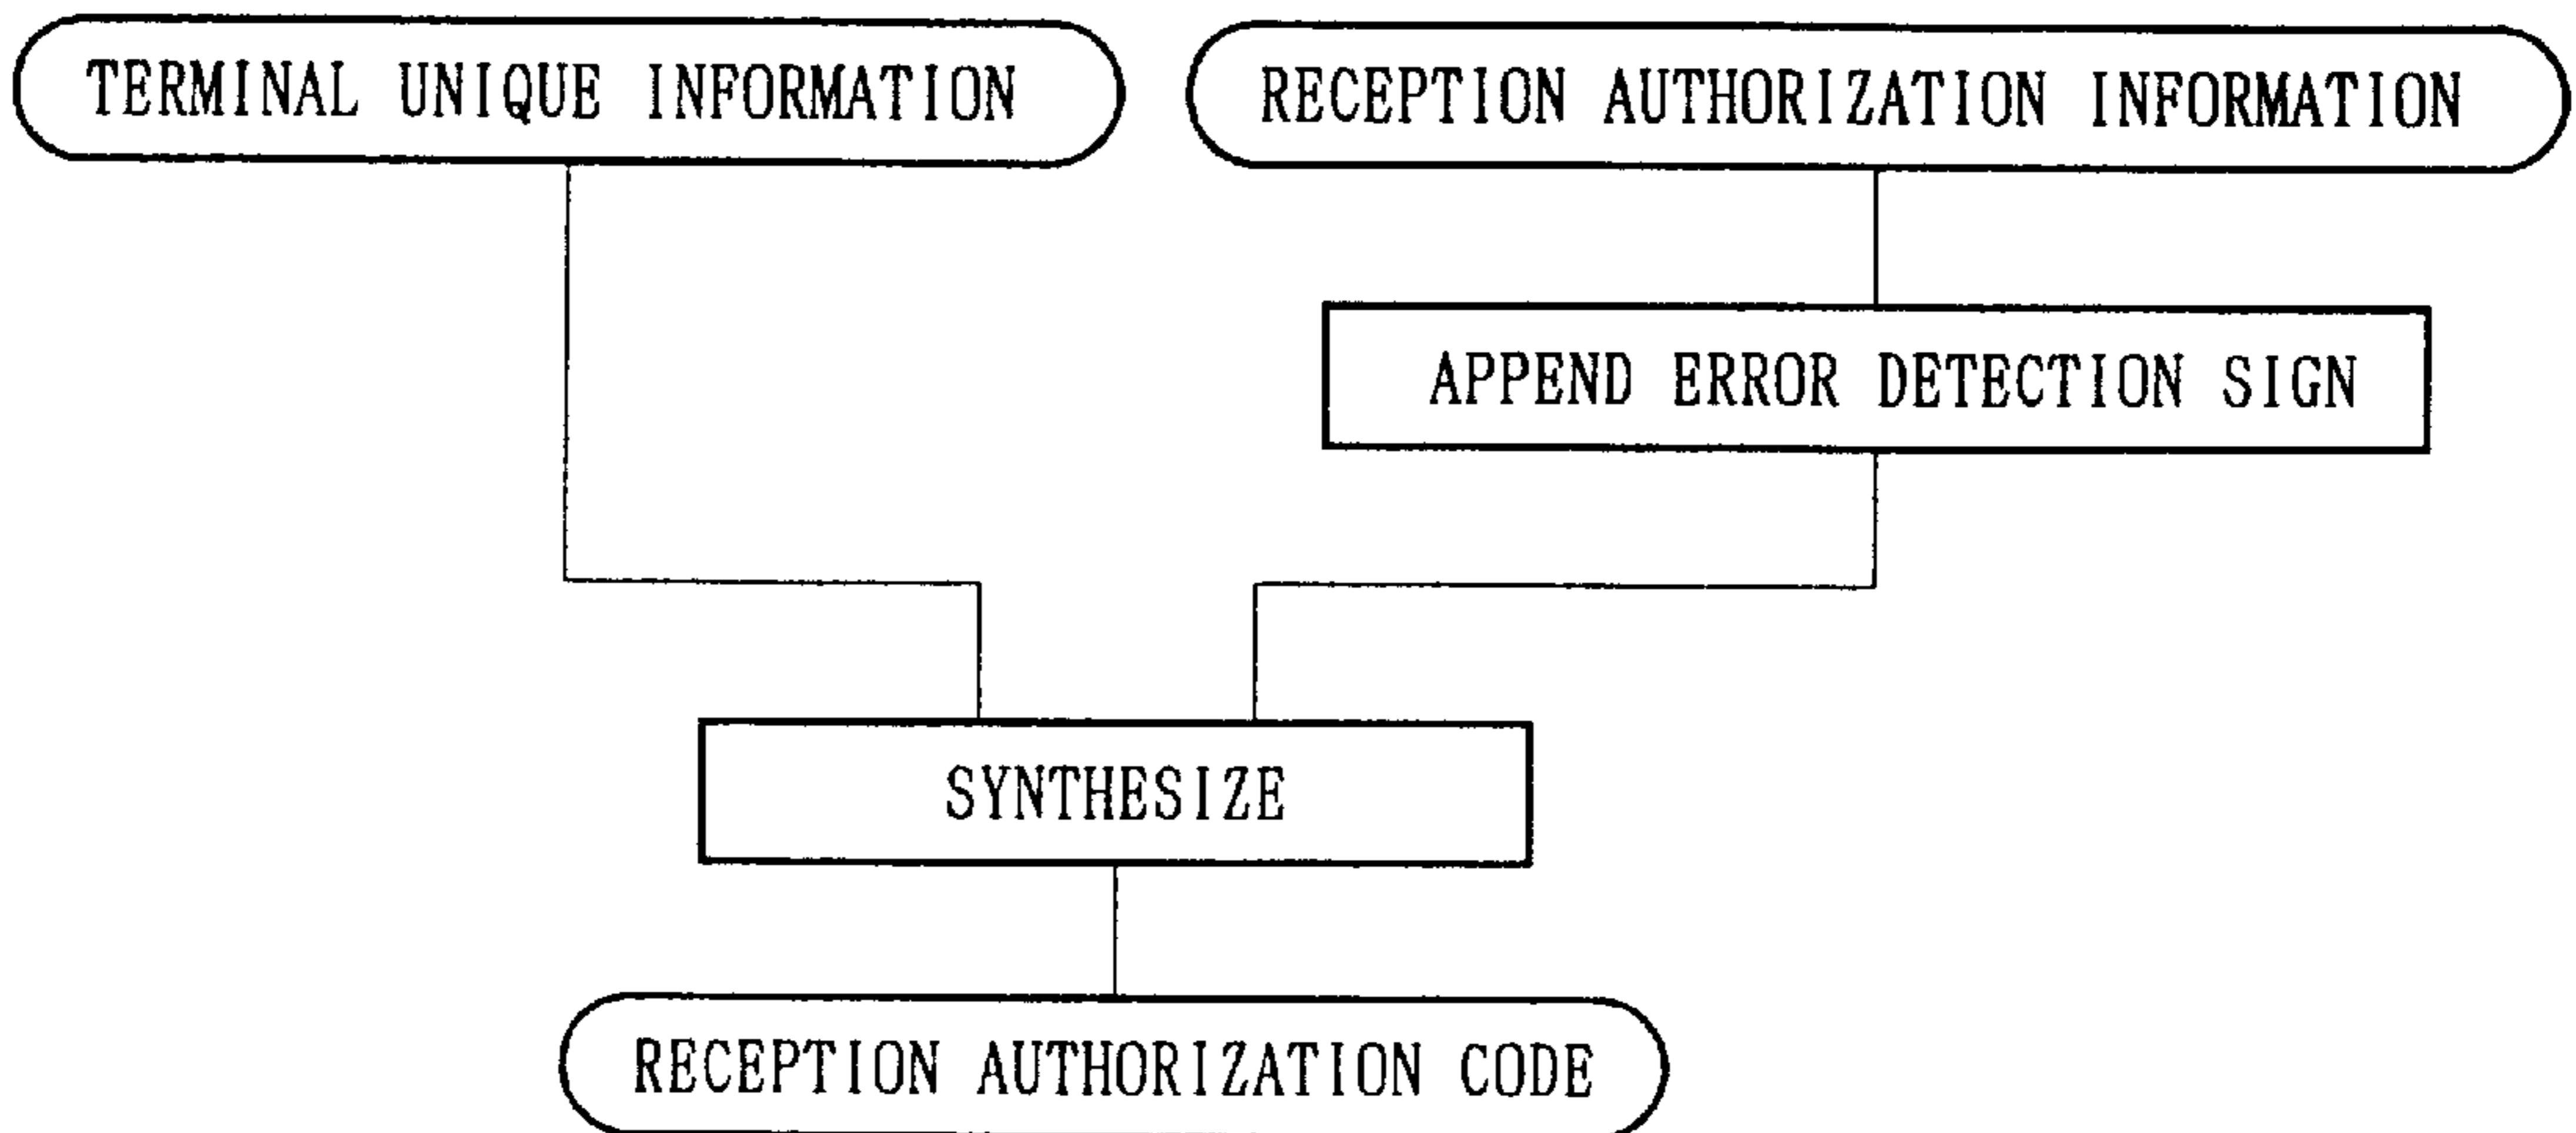 TERMINAL UNIQUE INFORMATION
RECEPTION AUTHORIZATION INFORMATION
APPEND ERROR DETECTION SIGN
SYNTHESIZE
RECEPTION AUTHORIZATION CODE